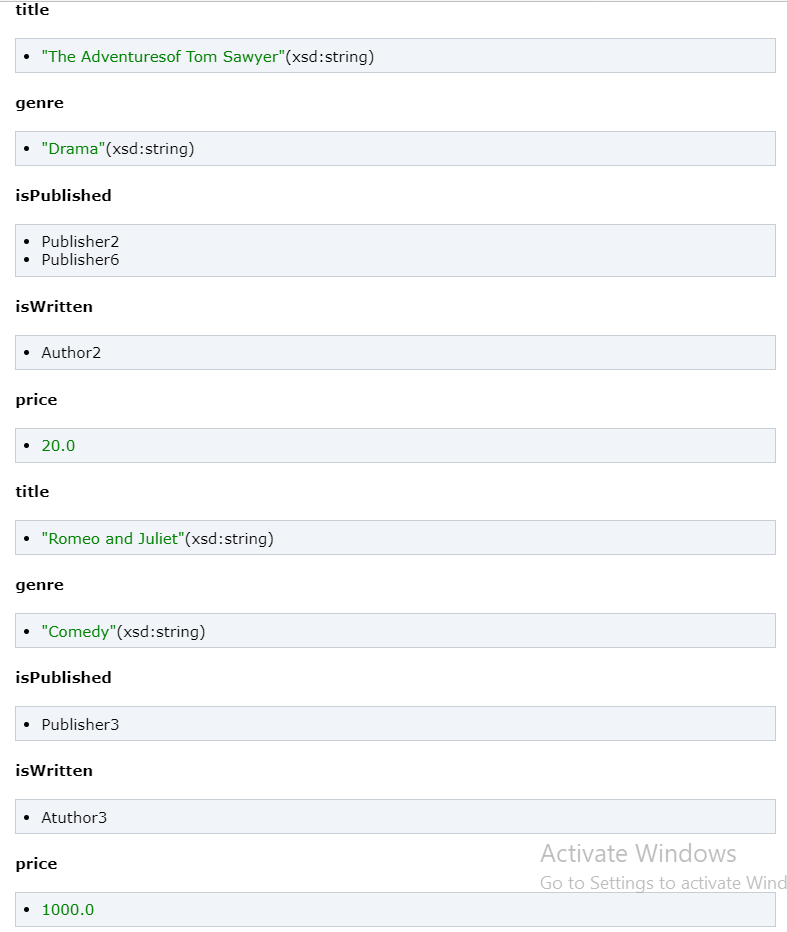 title
• "The Adventuresof Tom Sawyer"(xsd:string)
genre
• "Drama"(xsd:string)
isPublished
• Publisher2
• Publisher6
isWritten
• Author2
price
• 20.0
title
• "Romeo and Juliet"(xsd:string)
genre
• "Comedy"(xsd:string)
isPublished
• Publisher3
isWritten
• Atuthor3
price
• 1000.0
Activate Windows
Go to Settings to activate Wind